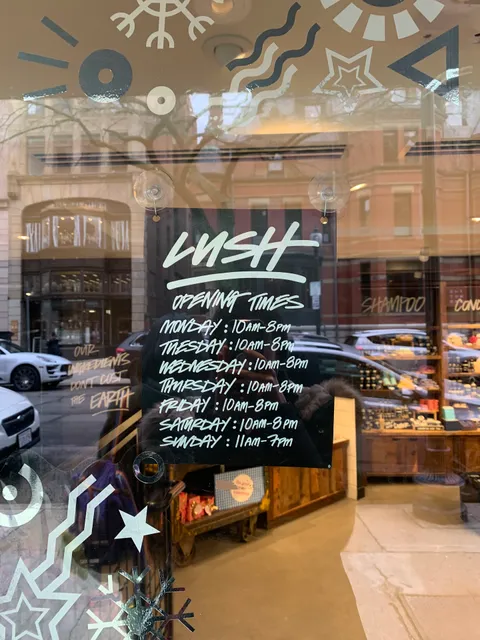 LUSH
OPENING TIMES
MONDAY : 10AM-8PM
TUESDAY : 10AM-8PM
WEDNESDAY : 10AM-8PM
THURSDAY : 10AM-8PM
FRIDAY : 10AM-8PM
SATURDAY : 10AM-8PM
SUNDAY : 11AM-7PM
OUR
INGREDIENTS
DON'T COST
THE EARTH
SHAMPOO